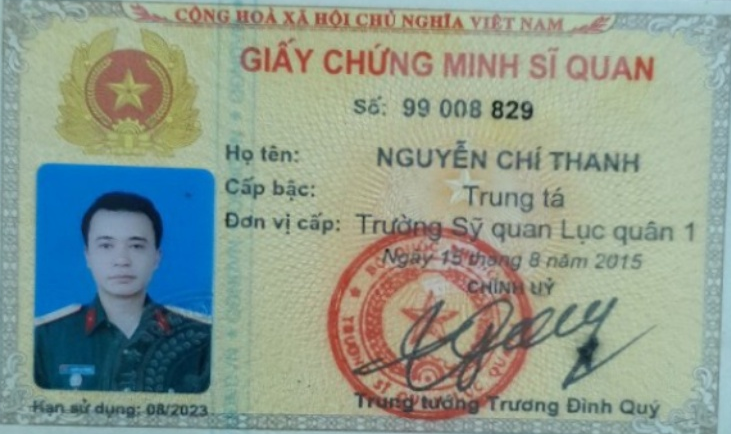 CỘNG HOÀ XÃ HỘI CHỦ NGHĨA VIỆT NAM
GIẤY CHỨNG MINH SĨ QUAN
Số: 99 008 829
Họ tên: NGUYỄN CHÍ THANH
Cấp bậc: Trung tá
Đơn vị cấp: Trường Sỹ quan Lục quân 1
Ngày 15 tháng 8 năm 2015
CHÍNH UỶ
Trung tướng Trương Đình Quý
Hạn sử dụng: 08/2023